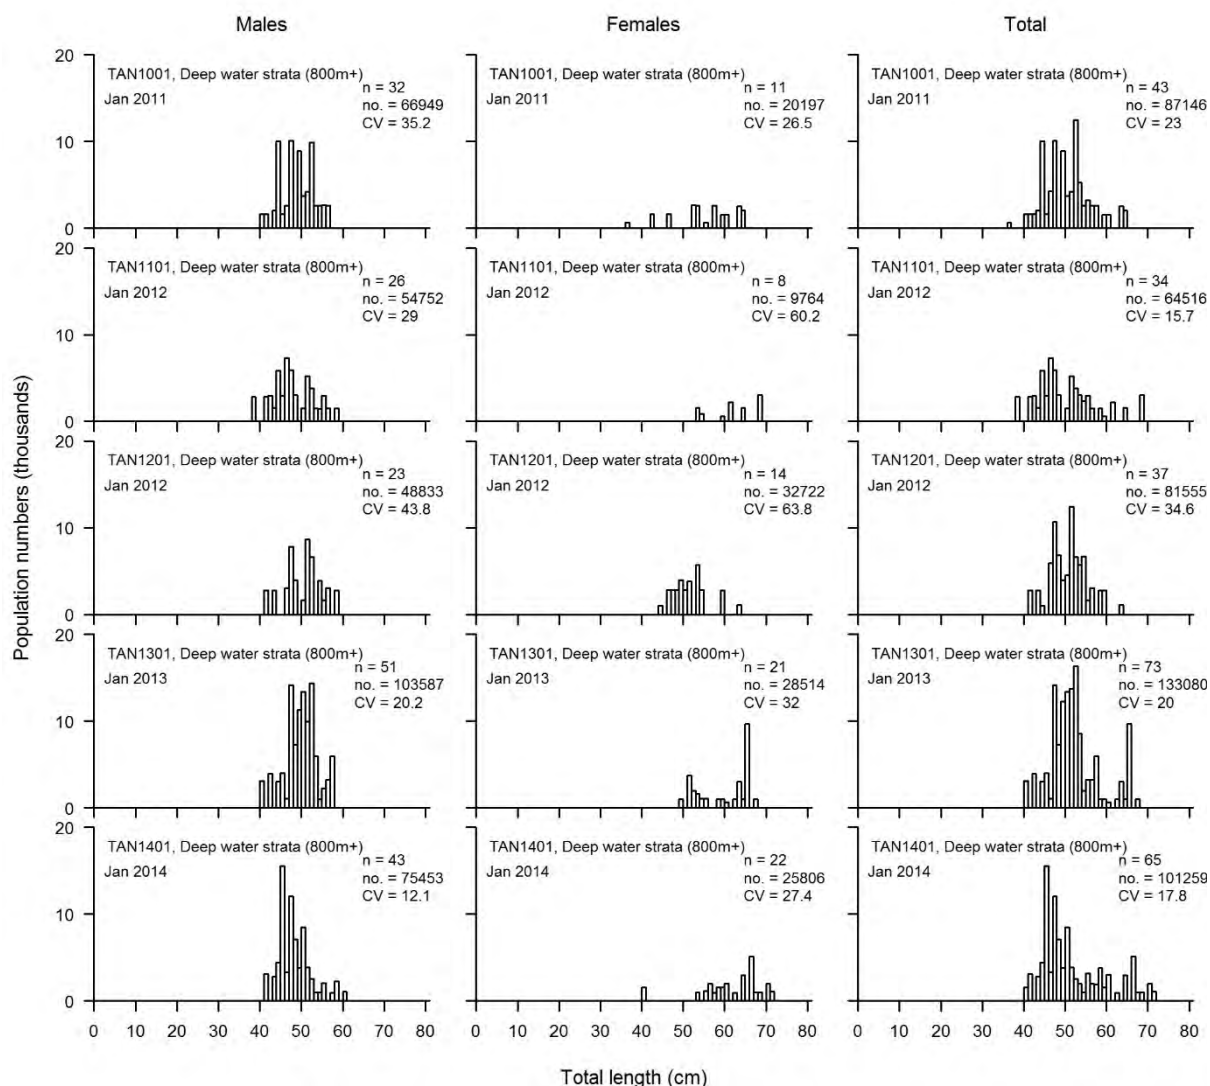 Males
Females
Total
Population numbers (thousands)
20
10
0
TAN1001, Deep water strata (800m+)
Jan 2011
n = 32
no. = 66949
CV = 35.2
TAN1001, Deep water strata (800m+)
Jan 2011
n = 11
no. = 20197
CV = 26.5
TAN1001, Deep water strata (800m+)
Jan 2011
n = 43
no. = 87146
CV = 23
20
10
0
TAN1101, Deep water strata (800m+)
Jan 2012
n = 26
no. = 54752
CV = 29
TAN1101, Deep water strata (800m+)
Jan 2012
n = 8
no. = 9764
CV = 60.2
TAN1101, Deep water strata (800m+)
Jan 2012
n = 34
no. = 64516
CV = 15.7
20
10
0
TAN1201, Deep water strata (800m+)
Jan 2012
n = 23
no. = 48833
CV = 43.8
TAN1201, Deep water strata (800m+)
Jan 2012
n = 14
no. = 32722
CV = 63.8
TAN1201, Deep water strata (800m+)
Jan 2012
n = 37
no. = 81555
CV = 34.6
20
10
0
TAN1301, Deep water strata (800m+)
Jan 2013
n = 51
no. = 103587
CV = 20.2
TAN1301, Deep water strata (800m+)
Jan 2013
n = 21
no. = 28514
CV = 32
TAN1301, Deep water strata (800m+)
Jan 2013
n = 73
no. = 133080
CV = 20
20
10
0
TAN1401, Deep water strata (800m+)
Jan 2014
n = 43
no. = 75453
CV = 12.1
TAN1401, Deep water strata (800m+)
Jan 2014
n = 22
no. = 25806
CV = 27.4
TAN1401, Deep water strata (800m+)
Jan 2014
n = 65
no. = 101259
CV = 17.8
0 10 20 30 40 50 60 70 80
0 10 20 30 40 50 60 70 80
0 10 20 30 40 50 60 70 80
Total length (cm)